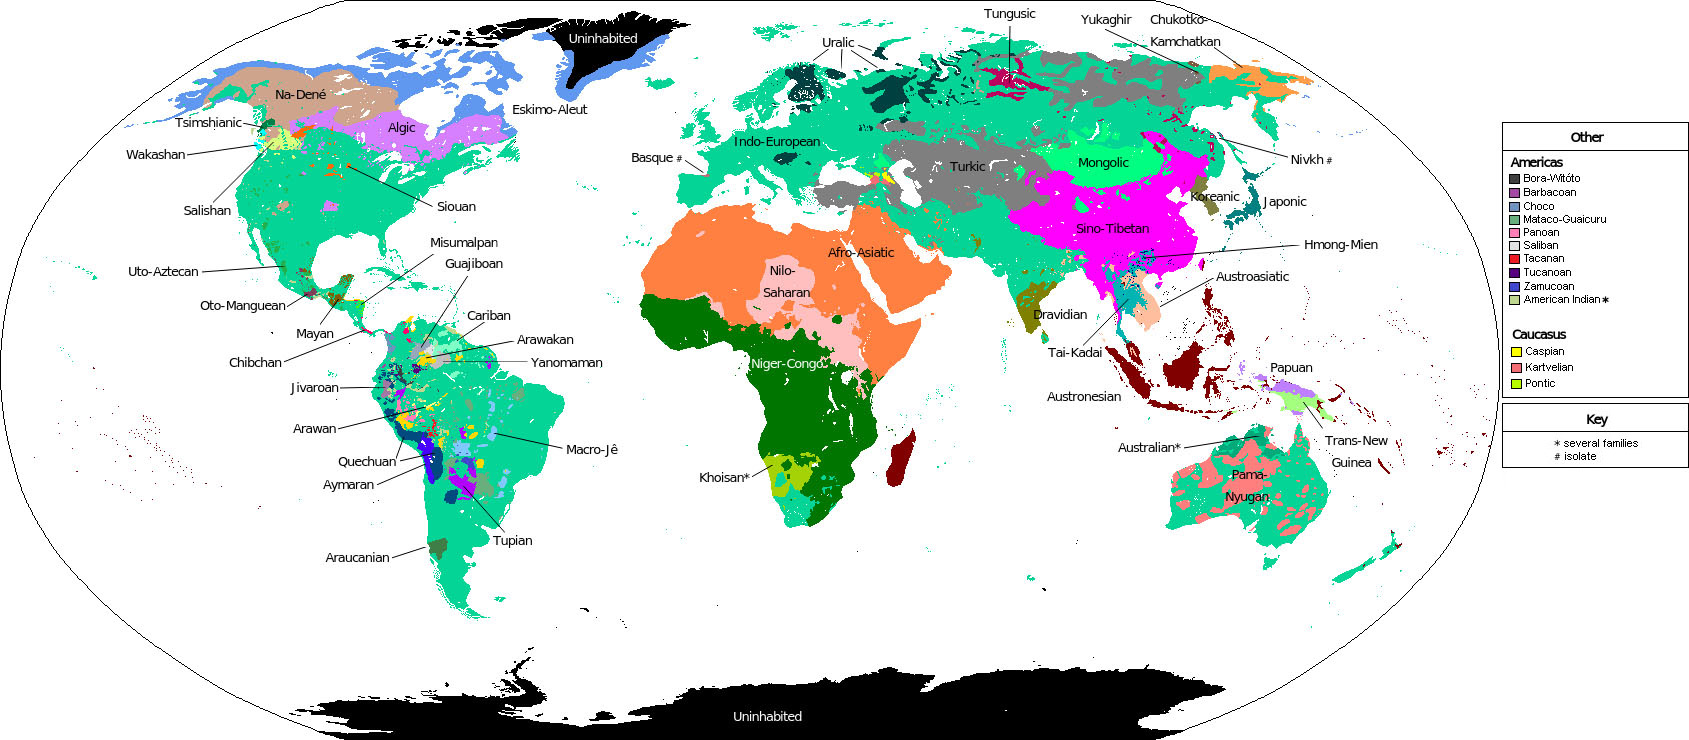 Tungusic
Yukaghir
Chukotko-
Kamchatkan
Uninhabited
Uralic
Na-Dené
Eskimo-Aleut
Tsimshianic
Algic
Wakashan
Indo-European
Basque #
Turkic
Mongolic
Nivkh #
Salishan
Siouan
Koreanic
Japonic
Misumalpan
Sino-Tibetan
Hmong-Mien
Uto-Aztecan
Guajiboan
Afro-Asiatic
Nilo-
Saharan
Austroasiatic
Oto-Manguean
Mayan
Cariban
Dravidian
Chibchan
Arawakan
Yanomaman
Niger-Congo
Tai-Kadai
Papuan
Jivaroan
Austronesian
Arawan
Macro-Jê
Quechuan
Aymaran
Khoisan*
Australian*
Trans-New
Guinea
Pama-
Nyugan
Tupian
Araucanian
Uninhabited
Other
Americas
Bora-Witóto
Barbacoan
Choco
Mataco-Guaicuru
Panoan
Saliban
Tacanan
Tucanoan
Zamucoan
American Indian*
Caucasus
Caspian
Kartvelian
Pontic
Key
* several families
# isolate